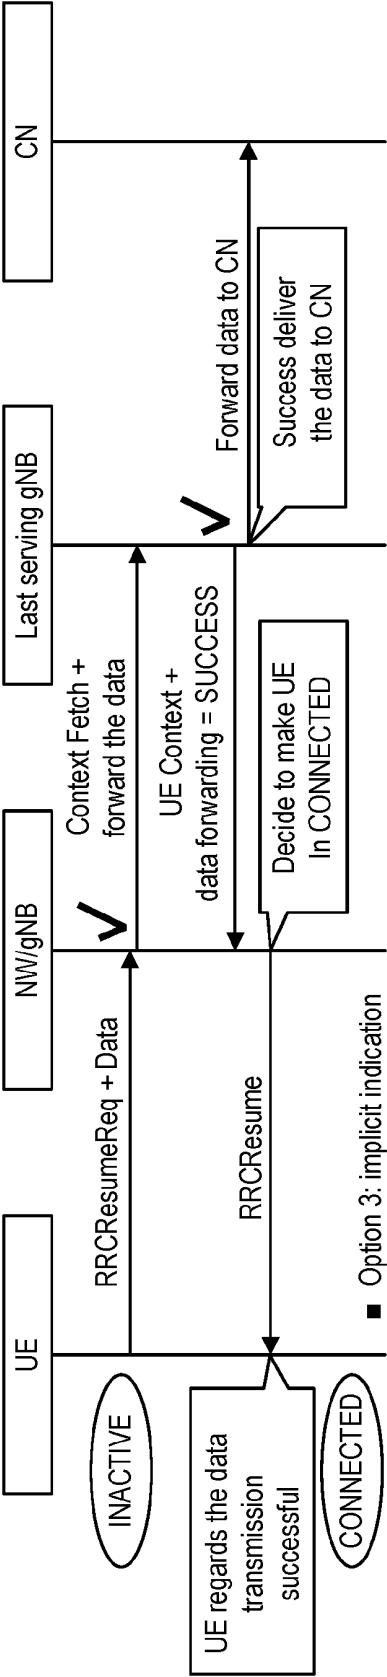 UE
NW/gNB
Last serving gNB
CN
INACTIVE
RRCResumeReq + Data
Context Fetch +
forward the data
UE Context +
data forwarding = SUCCESS
Forward data to CN
Success deliver
the data to CN
Decide to make UE
In CONNECTED
RRCResume
UE regards the data
transmission
successful
CONNECTED
■ Option 3: implicit indication